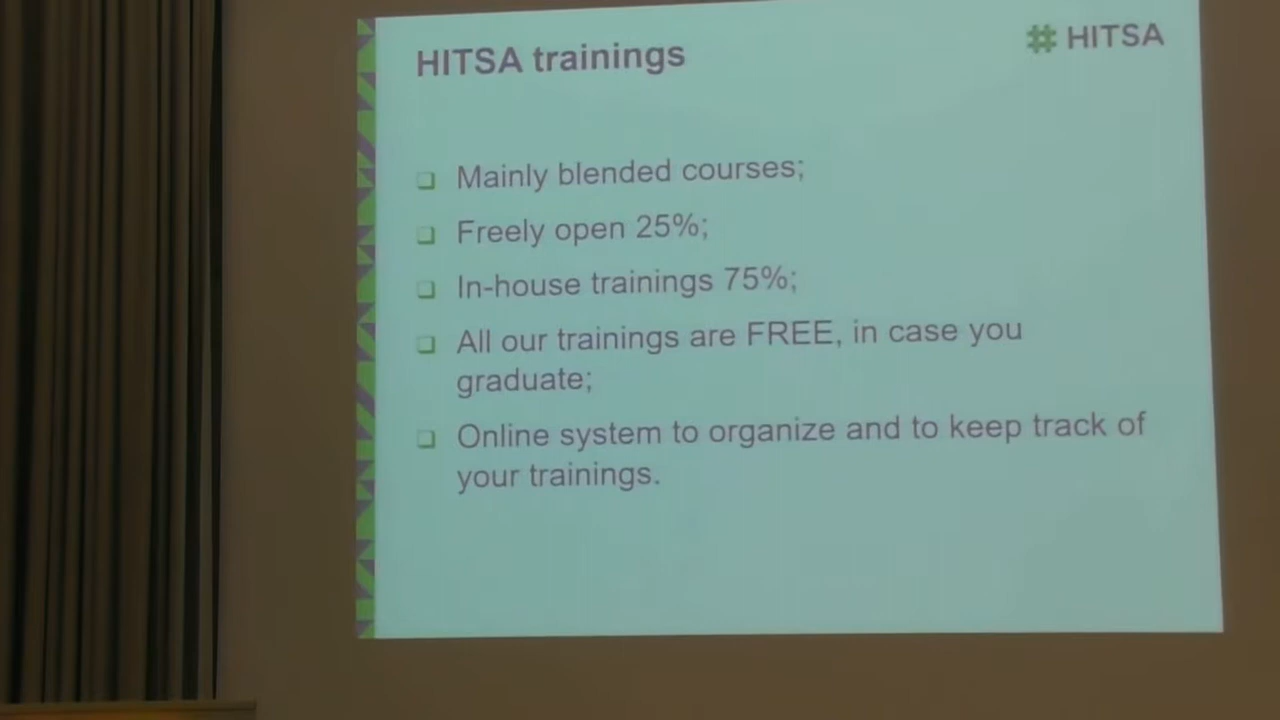 HITSA trainings
# HITSA
Mainly blended courses;
Freely open 25%;
In-house trainings 75%;
All our trainings are FREE, in case you
graduate;
Online system to organize and to keep track of
your trainings.